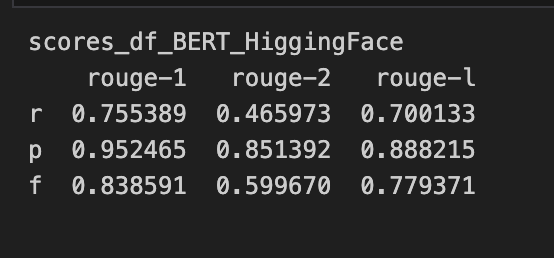 scores_df_BERT_HiggingFace
rouge-1 rouge-2 rouge-l
r 0.755389 0.465973 0.700133
p 0.952465 0.851392 0.888215
f 0.838591 0.599670 0.779371